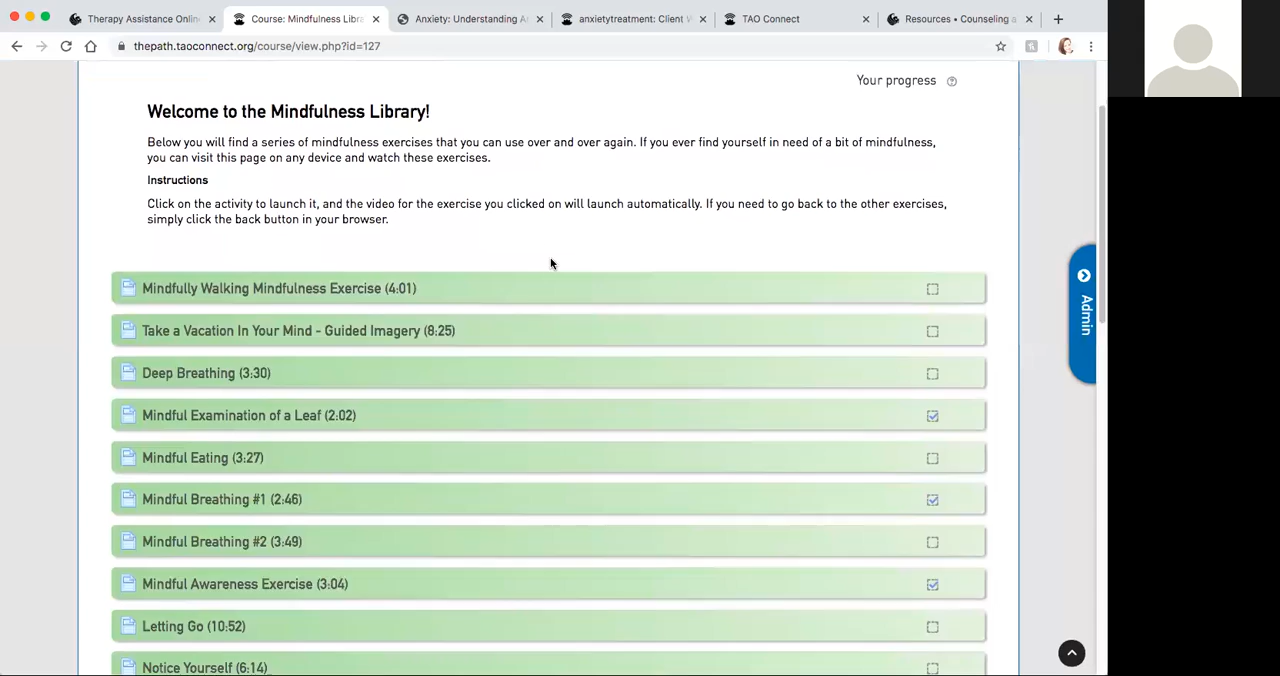 Therapy Assistance Onlin
Course: Mindfulness Libra
Anxiety: Understanding A
anxietytreatment: Client W
TAO Connect
Resources • Counseling a
thepath.taoconnect.org/course/view.php?id=127
Your progress
Welcome to the Mindfulness Library!
Below you will find a series of mindfulness exercises that you can use over and over again. If you ever find yourself in need of a bit of mindfulness,
you can visit this page on any device and watch these exercises.
Instructions
Click on the activity to launch it, and the video for the exercise you clicked on will launch automatically. If you need to go back to the other exercises,
simply click the back button in your browser.
Mindfully Walking Mindfulness Exercise (4:01)
Take a Vacation In Your Mind - Guided Imagery (8:25)
Deep Breathing (3:30)
Mindful Examination of a Leaf (2:02)
Mindful Eating (3:27)
Mindful Breathing #1 (2:46)
Mindful Breathing #2 (3:49)
Mindful Awareness Exercise (3:04)
Letting Go (10:52)
Notice Yourself (6:14)
Admin